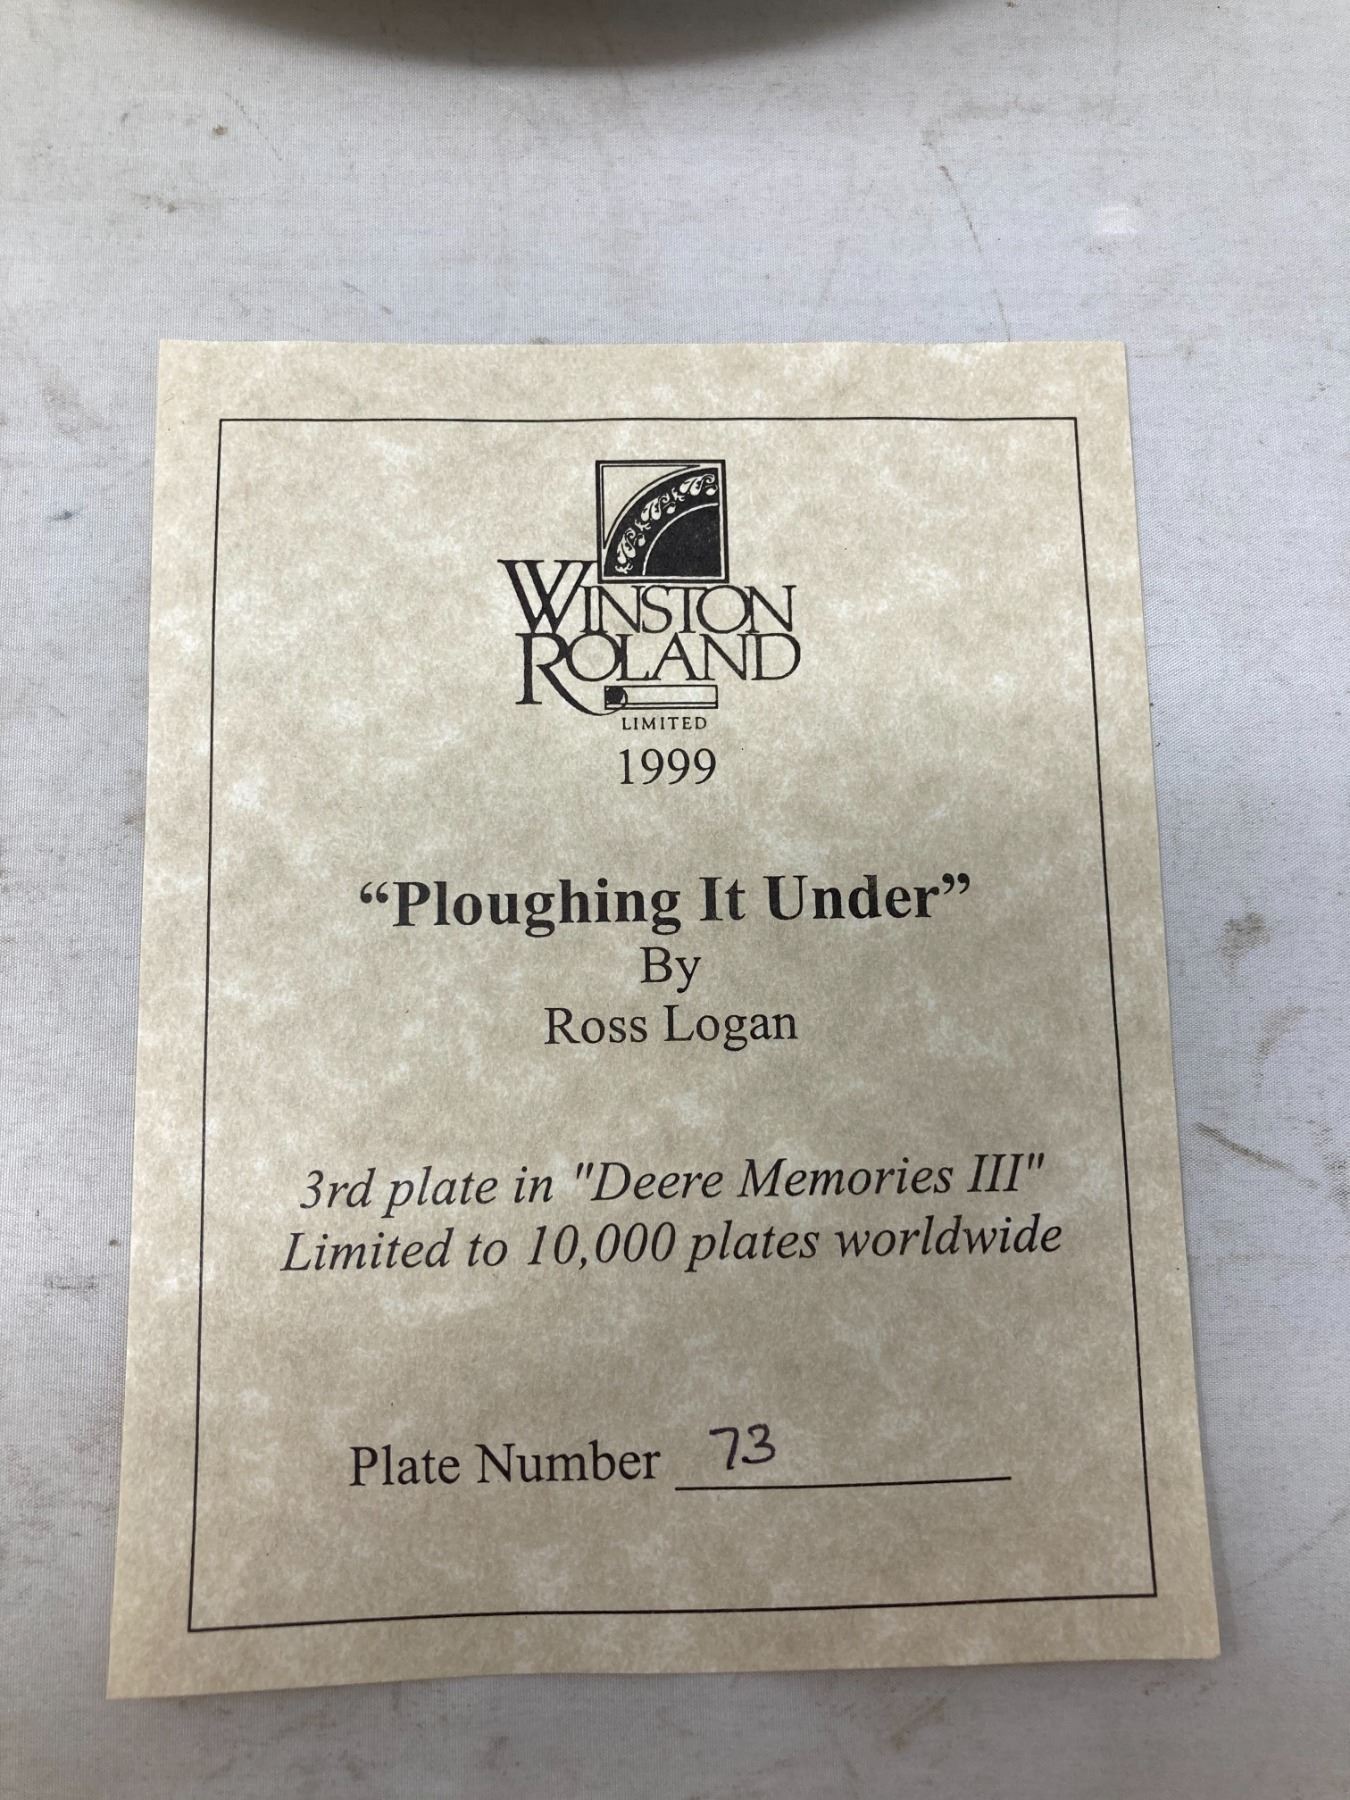 WINSTON
ROLAND
LIMITED
1999
“Ploughing It Under”
By
Ross Logan
3rd plate in "Deere Memories III"
Limited to 10,000 plates worldwide
Plate Number 73